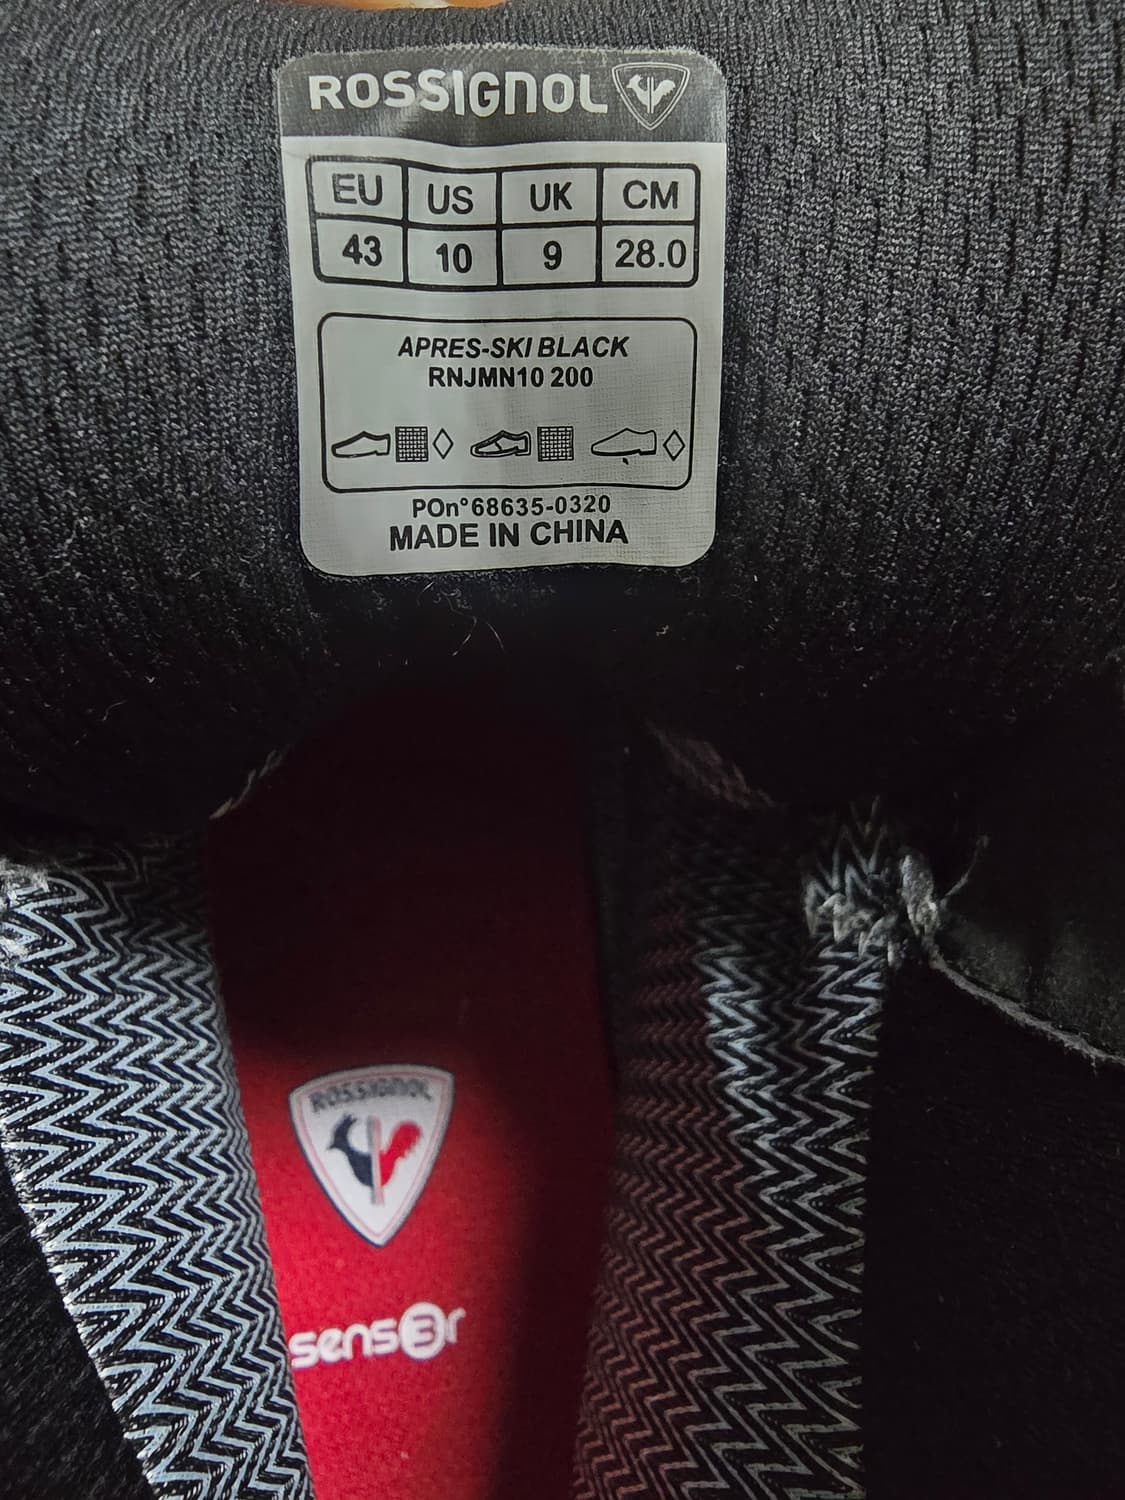 ROSSIGNOL
EU US UK CM
43 10 9 28.0
APRES-SKI BLACK
RNJMN10 200
POn°68635-0320
MADE IN CHINA
ROSSIGNOL
sens3r